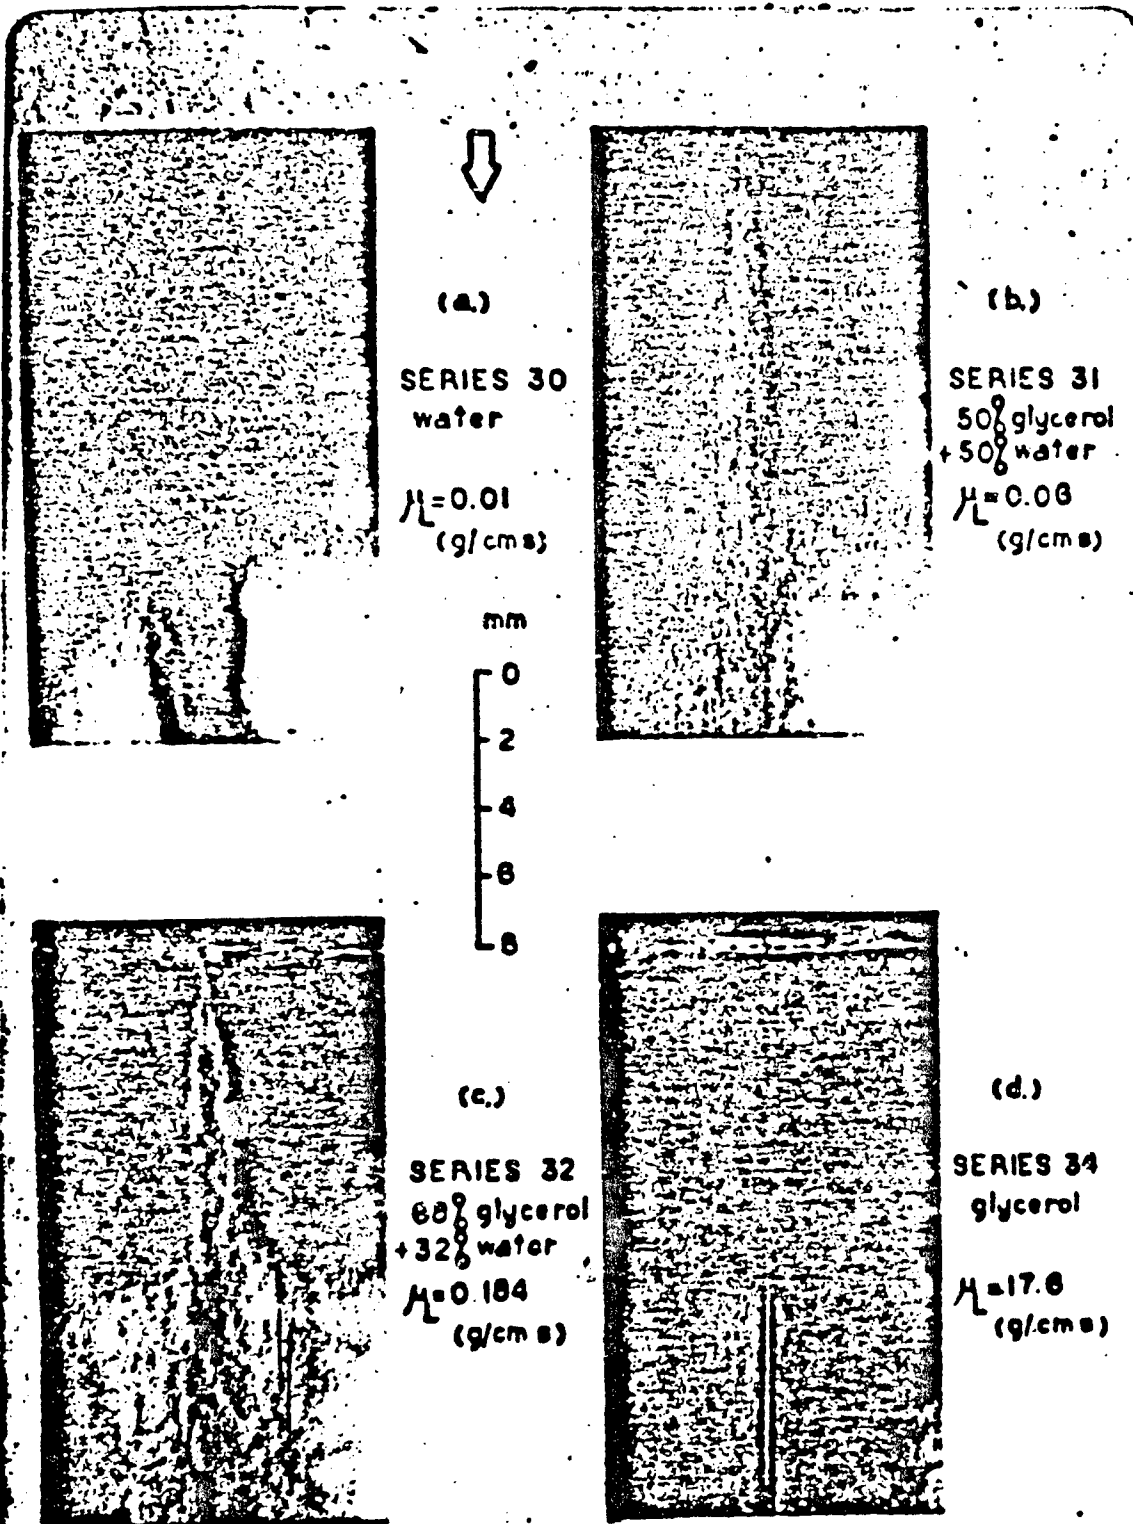 (a.)
SERIES 30
water
μL=0.01
(g/cm s)
(b.)
SERIES 31
50% glycerol
+50% water
μL=0.06
(g/cm s)
mm
0
2
4
6
8
(c.)
SERIES 32
68% glycerol
+32% water
μL=0.184
(g/cm s)
(d.)
SERIES 34
glycerol
μL=17.6
(g/cm s)